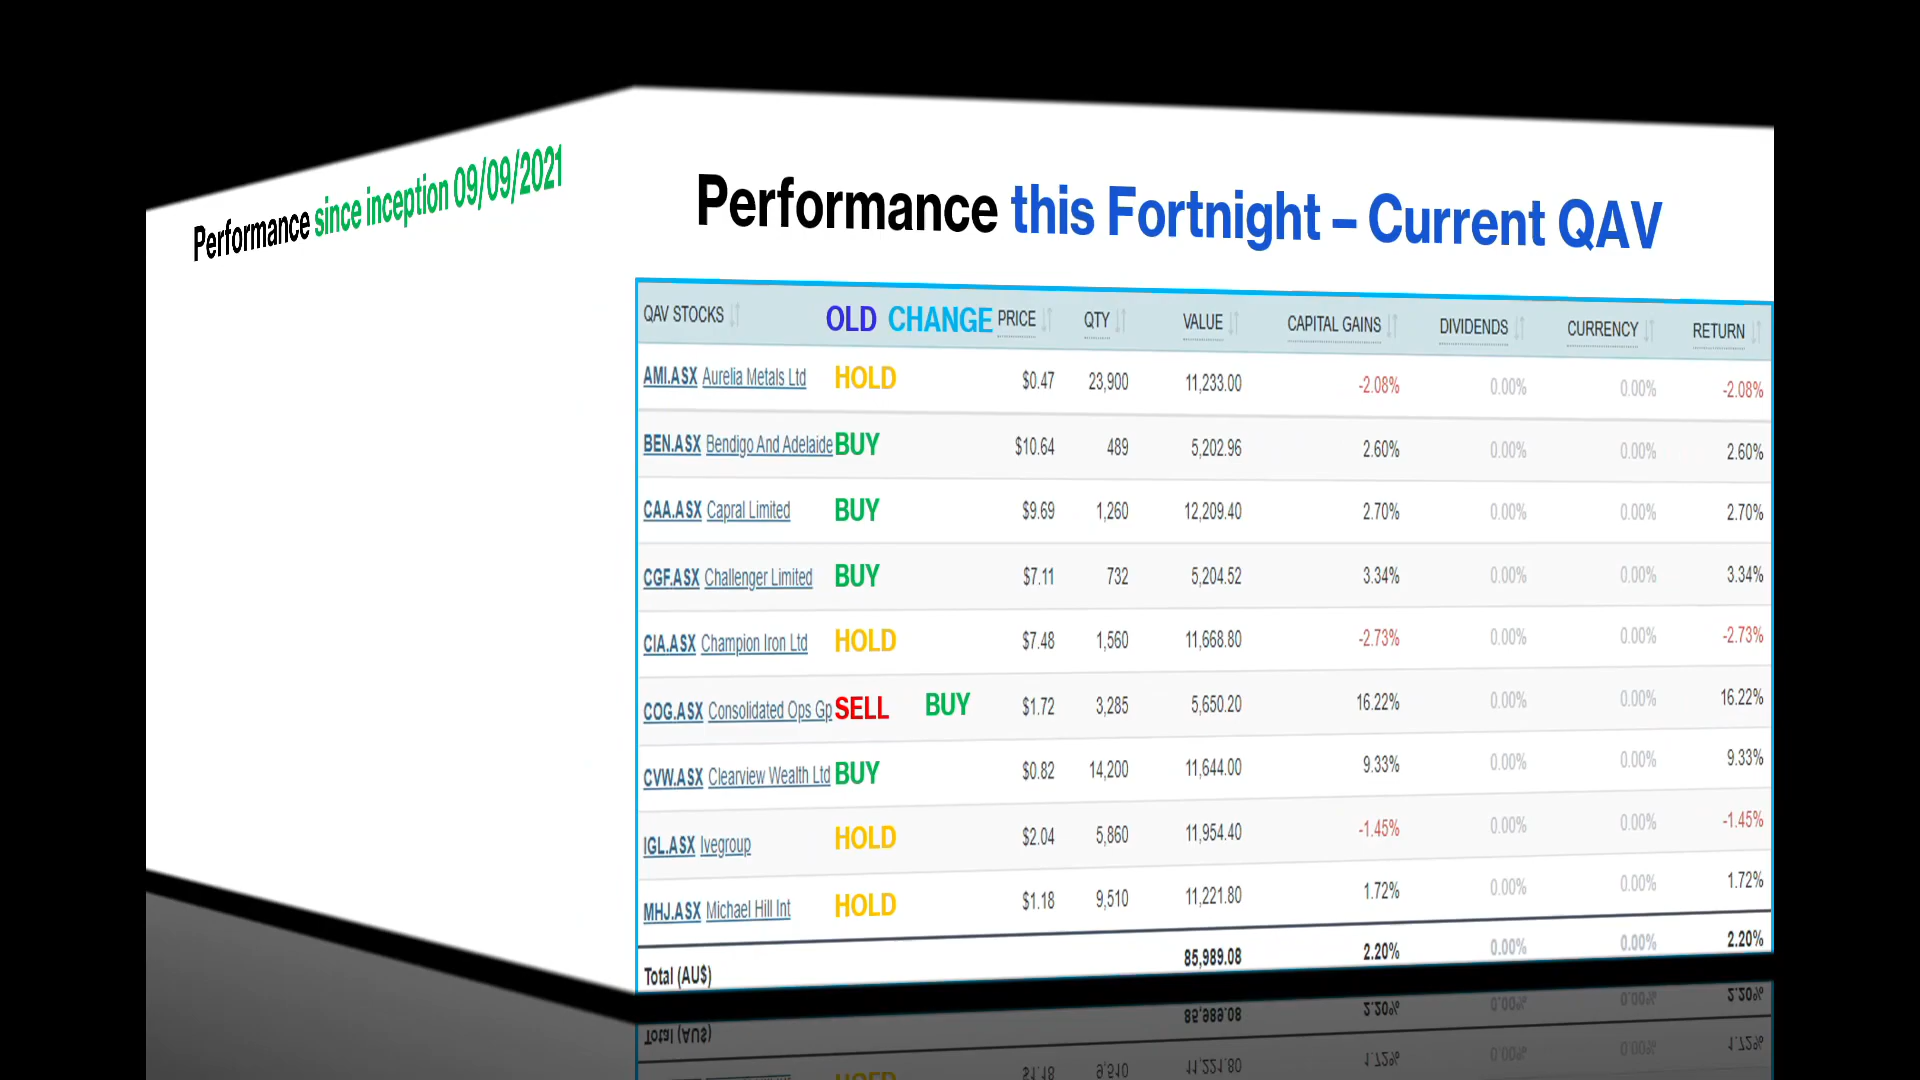 Performance since inception 09/09/2021
Performance this Fortnight – Current QAV
QAV STOCKS OLD CHANGE PRICE QTY VALUE CAPITAL GAINS DIVIDENDS CURRENCY RETURN
AMI.ASX Aurelia Metals Ltd HOLD $0.47 23,900 11,233.00 -2.08% 0.00% 0.00% -2.08%
BEN.ASX Bendigo And Adelaide BUY $10.64 489 5,202.96 2.60% 0.00% 0.00% 2.60%
CAA.ASX Capral Limited BUY $9.69 1,260 12,209.40 2.70% 0.00% 0.00% 2.70%
CGF.ASX Challenger Limited BUY $7.11 732 5,204.52 3.34% 0.00% 0.00% 3.34%
CIA.ASX Champion Iron Ltd HOLD $7.48 1,560 11,668.80 -2.73% 0.00% 0.00% -2.73%
COG.ASX Consolidated Ops Gp SELL BUY $1.72 3,285 5,650.20 16.22% 0.00% 0.00% 16.22%
CVW.ASX Clearview Wealth Ltd BUY $0.82 14,200 11,644.00 9.33% 0.00% 0.00% 9.33%
IGL.ASX Ivegroup HOLD $2.04 5,860 11,954.40 -1.45% 0.00% 0.00% -1.45%
MHJ.ASX Michael Hill Int HOLD $1.18 9,510 11,221.80 1.72% 0.00% 0.00% 1.72%
Total (AU$) 85,989.08 2.20% 0.00% 0.00% 2.20%